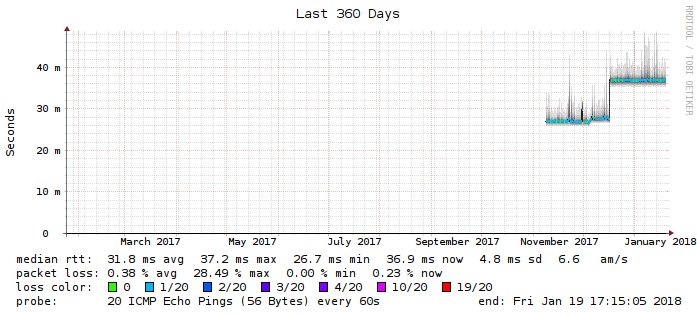 Last 360 Days
RRDTOOL / TOBI OETIKER
Seconds
40 m
30 m
20 m
10 m
0
March 2017 May 2017 July 2017 September 2017 November 2017 January 2018
median rtt: 31.8 ms avg 37.2 ms max 26.7 ms min 36.9 ms now 4.8 ms sd 6.6 am/s
packet loss: 0.38 % avg 28.49 % max 0.00 % min 0.23 % now
loss color: 0 1/20 2/20 3/20 4/20 10/20 19/20
probe: 20 ICMP Echo Pings (56 Bytes) every 60s end: Fri Jan 19 17:15:05 2018